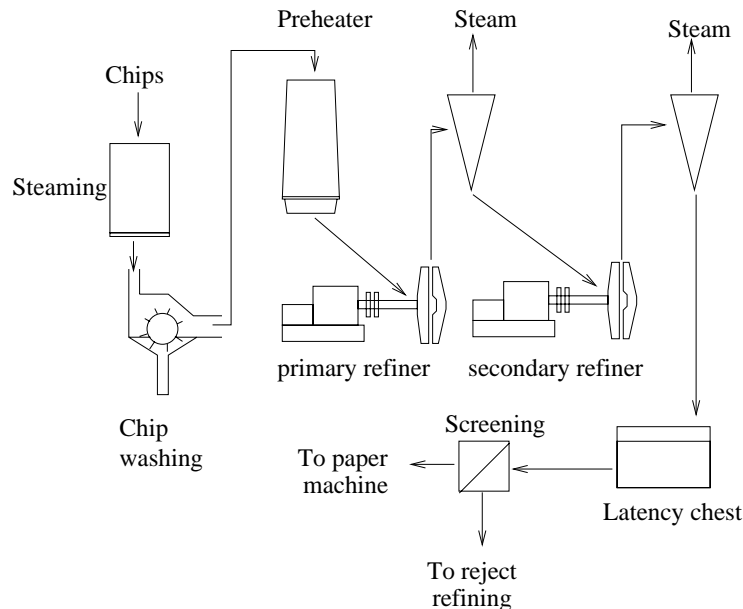 Preheater
Steam
Steam
Chips
Steaming
primary refiner
secondary refiner
Chip
washing
Screening
To paper
machine
Latency chest
To reject
refining